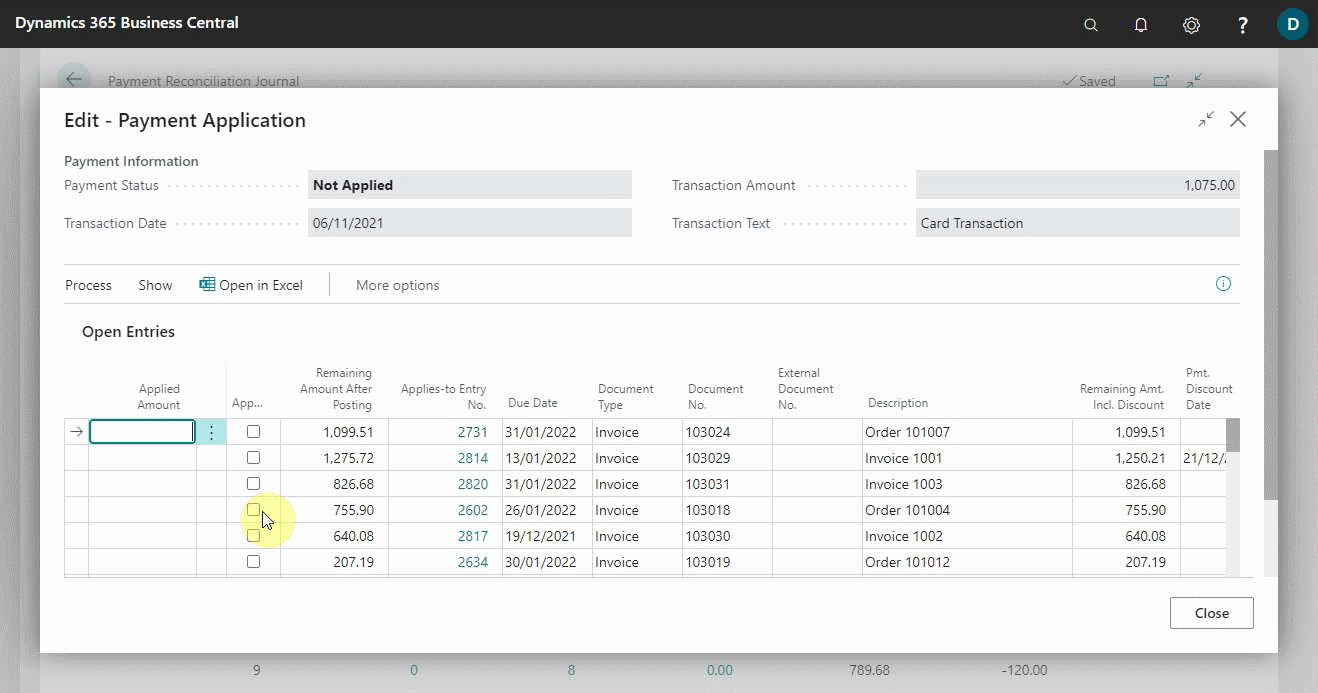 Dynamics 365 Business Central
?
D
Payment Reconciliation Journal
Saved
Edit - Payment Application
Payment Information
Payment Status
Not Applied
Transaction Amount
1,075.00
Transaction Date
06/11/2021
Transaction Text
Card Transaction
Process Show Open in Excel More options
Open Entries
Applied Amount
App...
Remaining Amount After Posting
Applies-to Entry No.
Due Date
Document Type
Document No.
External Document No.
Description
Remaining Amt. Incl. Discount
Pmt. Discount Date
1,099.51 2731 31/01/2022 Invoice 103024 Order 101007 1,099.51
1,275.72 2814 13/01/2022 Invoice 103029 Invoice 1001 1,250.21 21/12/
826.68 2820 31/01/2022 Invoice 103031 Invoice 1003 826.68
755.90 2602 26/01/2022 Invoice 103018 Order 101004 755.90
640.08 2817 19/12/2021 Invoice 103030 Invoice 1002 640.08
207.19 2634 30/01/2022 Invoice 103019 Order 101012 207.19
Close
9 0 8 0.00 789.68 -120.00